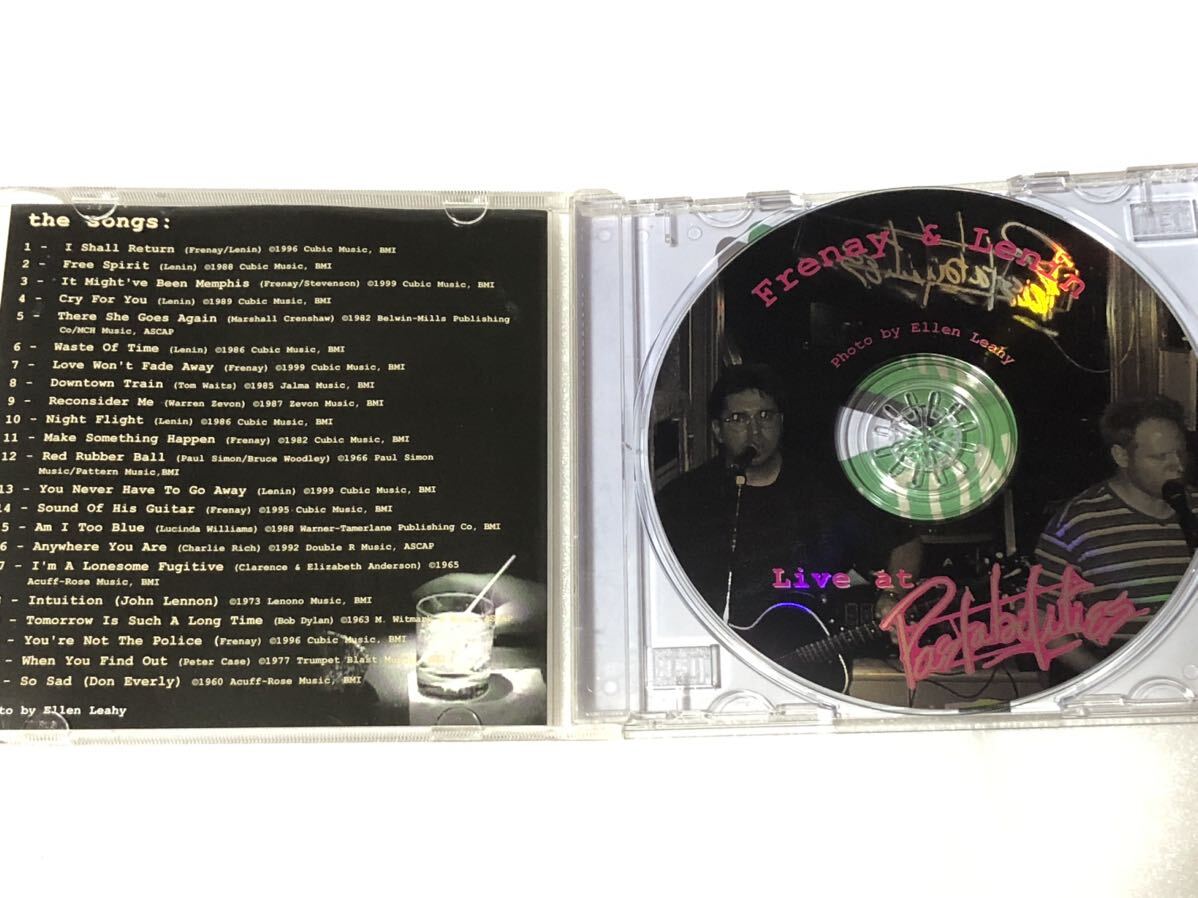 the songs:
1 - I Shall Return (Frenay/Lenin) ©1996 Cubic Music, BMI
2 - Free Spirit (Lenin) ©1988 Cubic Music, BMI
3 - It Might've Been Memphis (Frenay/Stevenson) ©1999 Cubic Music, BMI
4 - Cry For You (Lenin) ©1989 Cubic Music, BMI
5 - There She Goes Again (Marshall Crenshaw) ©1982 Belwin-Mills Publishing
Co/MCH Music, ASCAP
6 - Waste Of Time (Lenin) ©1986 Cubic Music, BMI
7 - Love Won't Fade Away (Frenay) ©1999 Cubic Music, BMI
8 - Downtown Train (Tom Waits) ©1985 Jalma Music, BMI
9 - Reconsider Me (Warren Zevon) ©1987 Zevon Music, BMI
10 - Night Flight (Lenin) ©1986 Cubic Music, BMI
11 - Make Something Happen (Frenay) ©1982 Cubic Music, BMI
12 - Red Rubber Ball (Paul Simon/Bruce Woodley) ©1966 Paul Simon
Music/Pattern Music,BMI
13 - You Never Have To Go Away (Lenin) ©1999 Cubic Music, BMI
14 - Sound Of His Guitar (Frenay) ©1995 Cubic Music, BMI
5 - Am I Too Blue (Lucinda Williams) ©1988 Warner-Tamerlane Publishing Co, BMI
6 - Anywhere You Are (Charlie Rich) ©1992 Double R Music, ASCAP
7 - I'm A Lonesome Fugitive (Clarence & Elizabeth Anderson) ©1965
Acuff-Rose Music, BMI
- Intuition (John Lennon) ©1973 Lenono Music, BMI
- Tomorrow Is Such A Long Time (Bob Dylan) ©1963 M. Witmark
- You're Not The Police (Frenay) ©1996 Cubic Music, BMI
- When You Find Out (Peter Case) ©1977 Trumpet Blast Music, BMI
- So Sad (Don Everly) ©1960 Acuff-Rose Music, BMI
to by Ellen Leahy
Frenay & Lenin
Photo by Ellen Leahy
Live at
Pastabilities